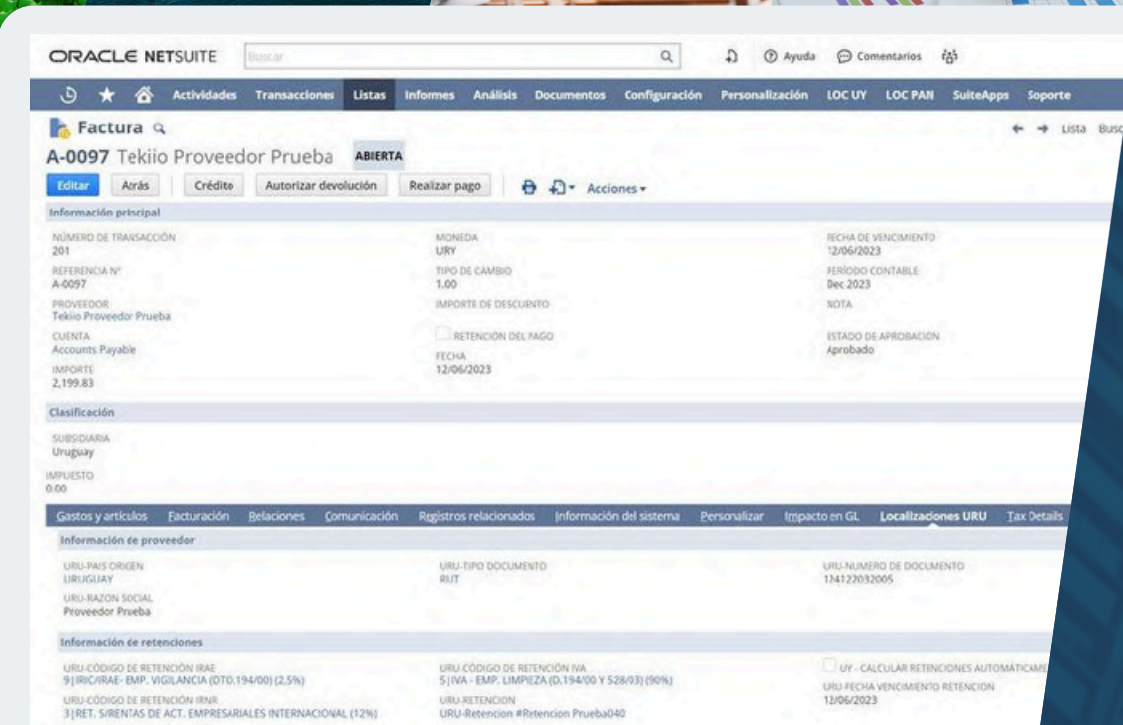 ORACLE NETSUITE
Buscar
Ayuda
Comentarios
Actividades Transacciones Listas Informes Análisis Documentos Configuración Personalización LOC UY LOC PAN SuiteApps Soporte
Factura
Lista Busc
A-0097 Tekiio Proveedor Prueba ABIERTA
Editar Atrás Crédito Autorizar devolución Realizar pago Acciones
Información principal
NÚMERO DE TRANSACCIÓN
201
REFERENCIA Nº
A-0097
PROVEEDOR
Tekiio Proveedor Prueba
CUENTA
Accounts Payable
IMPORTE
2,199.83
MONEDA
URY
TIPO DE CAMBIO
1.00
IMPORTE DE DESCUENTO
RETENCIÓN DEL PAGO
FECHA
12/06/2023
FECHA DE VENCIMIENTO
12/06/2023
PERÍODO CONTABLE
Dec 2023
NOTA
ESTADO DE APROBACIÓN
Aprobado
Clasificación
SUBSIDIARIA
Uruguay
IMPUESTO
0.00
Gastos y artículos Facturación Relaciones Comunicación Registros relacionados Información del sistema Personalizar Impacto en GL Localizaciones URU Tax Details
Información de proveedor
URU-PAIS ORIGEN
URUGUAY
URU-RAZON SOCIAL
Proveedor Prueba
URU-TIPO DOCUMENTO
RUT
URU-NUMERO DE DOCUMENTO
134122032005
Información de retenciones
URU-CÓDIGO DE RETENCIÓN IRAE
9|IRIC/IRAE- EMP. VIGILANCIA (DTO.194/00) (2,5%)
URU-CÓDIGO DE RETENCIÓN IRNR
3|RET. S/RENTAS DE ACT. EMPRESARIALES INTERNACIONAL (12%)
URU CÓDIGO DE RETENCIÓN IVA
5|IVA - EMP. LIMPIEZA (D.194/00 Y 528/03) (90%)
URU-RETENCION
URU-Retencion #Retencion Prueba040
UY - CALCULAR RETENCIONES AUTOMÁTICAME
URU-FECHA VENCIMIENTO RETENCION
12/06/2023